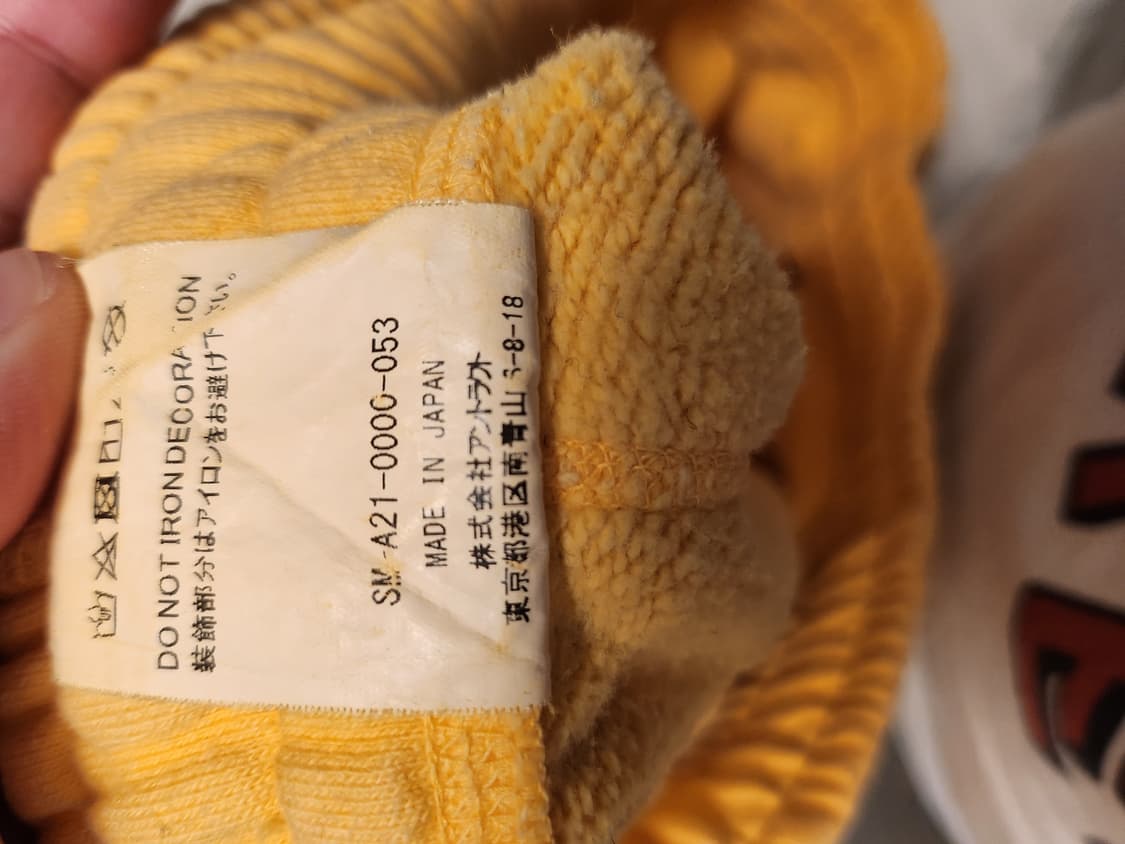 DO NOT IRON DECORATION
装飾部分はアイロンをお避け下さい。
SM-A21-0000-053
MADE IN JAPAN
株式会社アントラクト
東京都港区南青山 -8-18